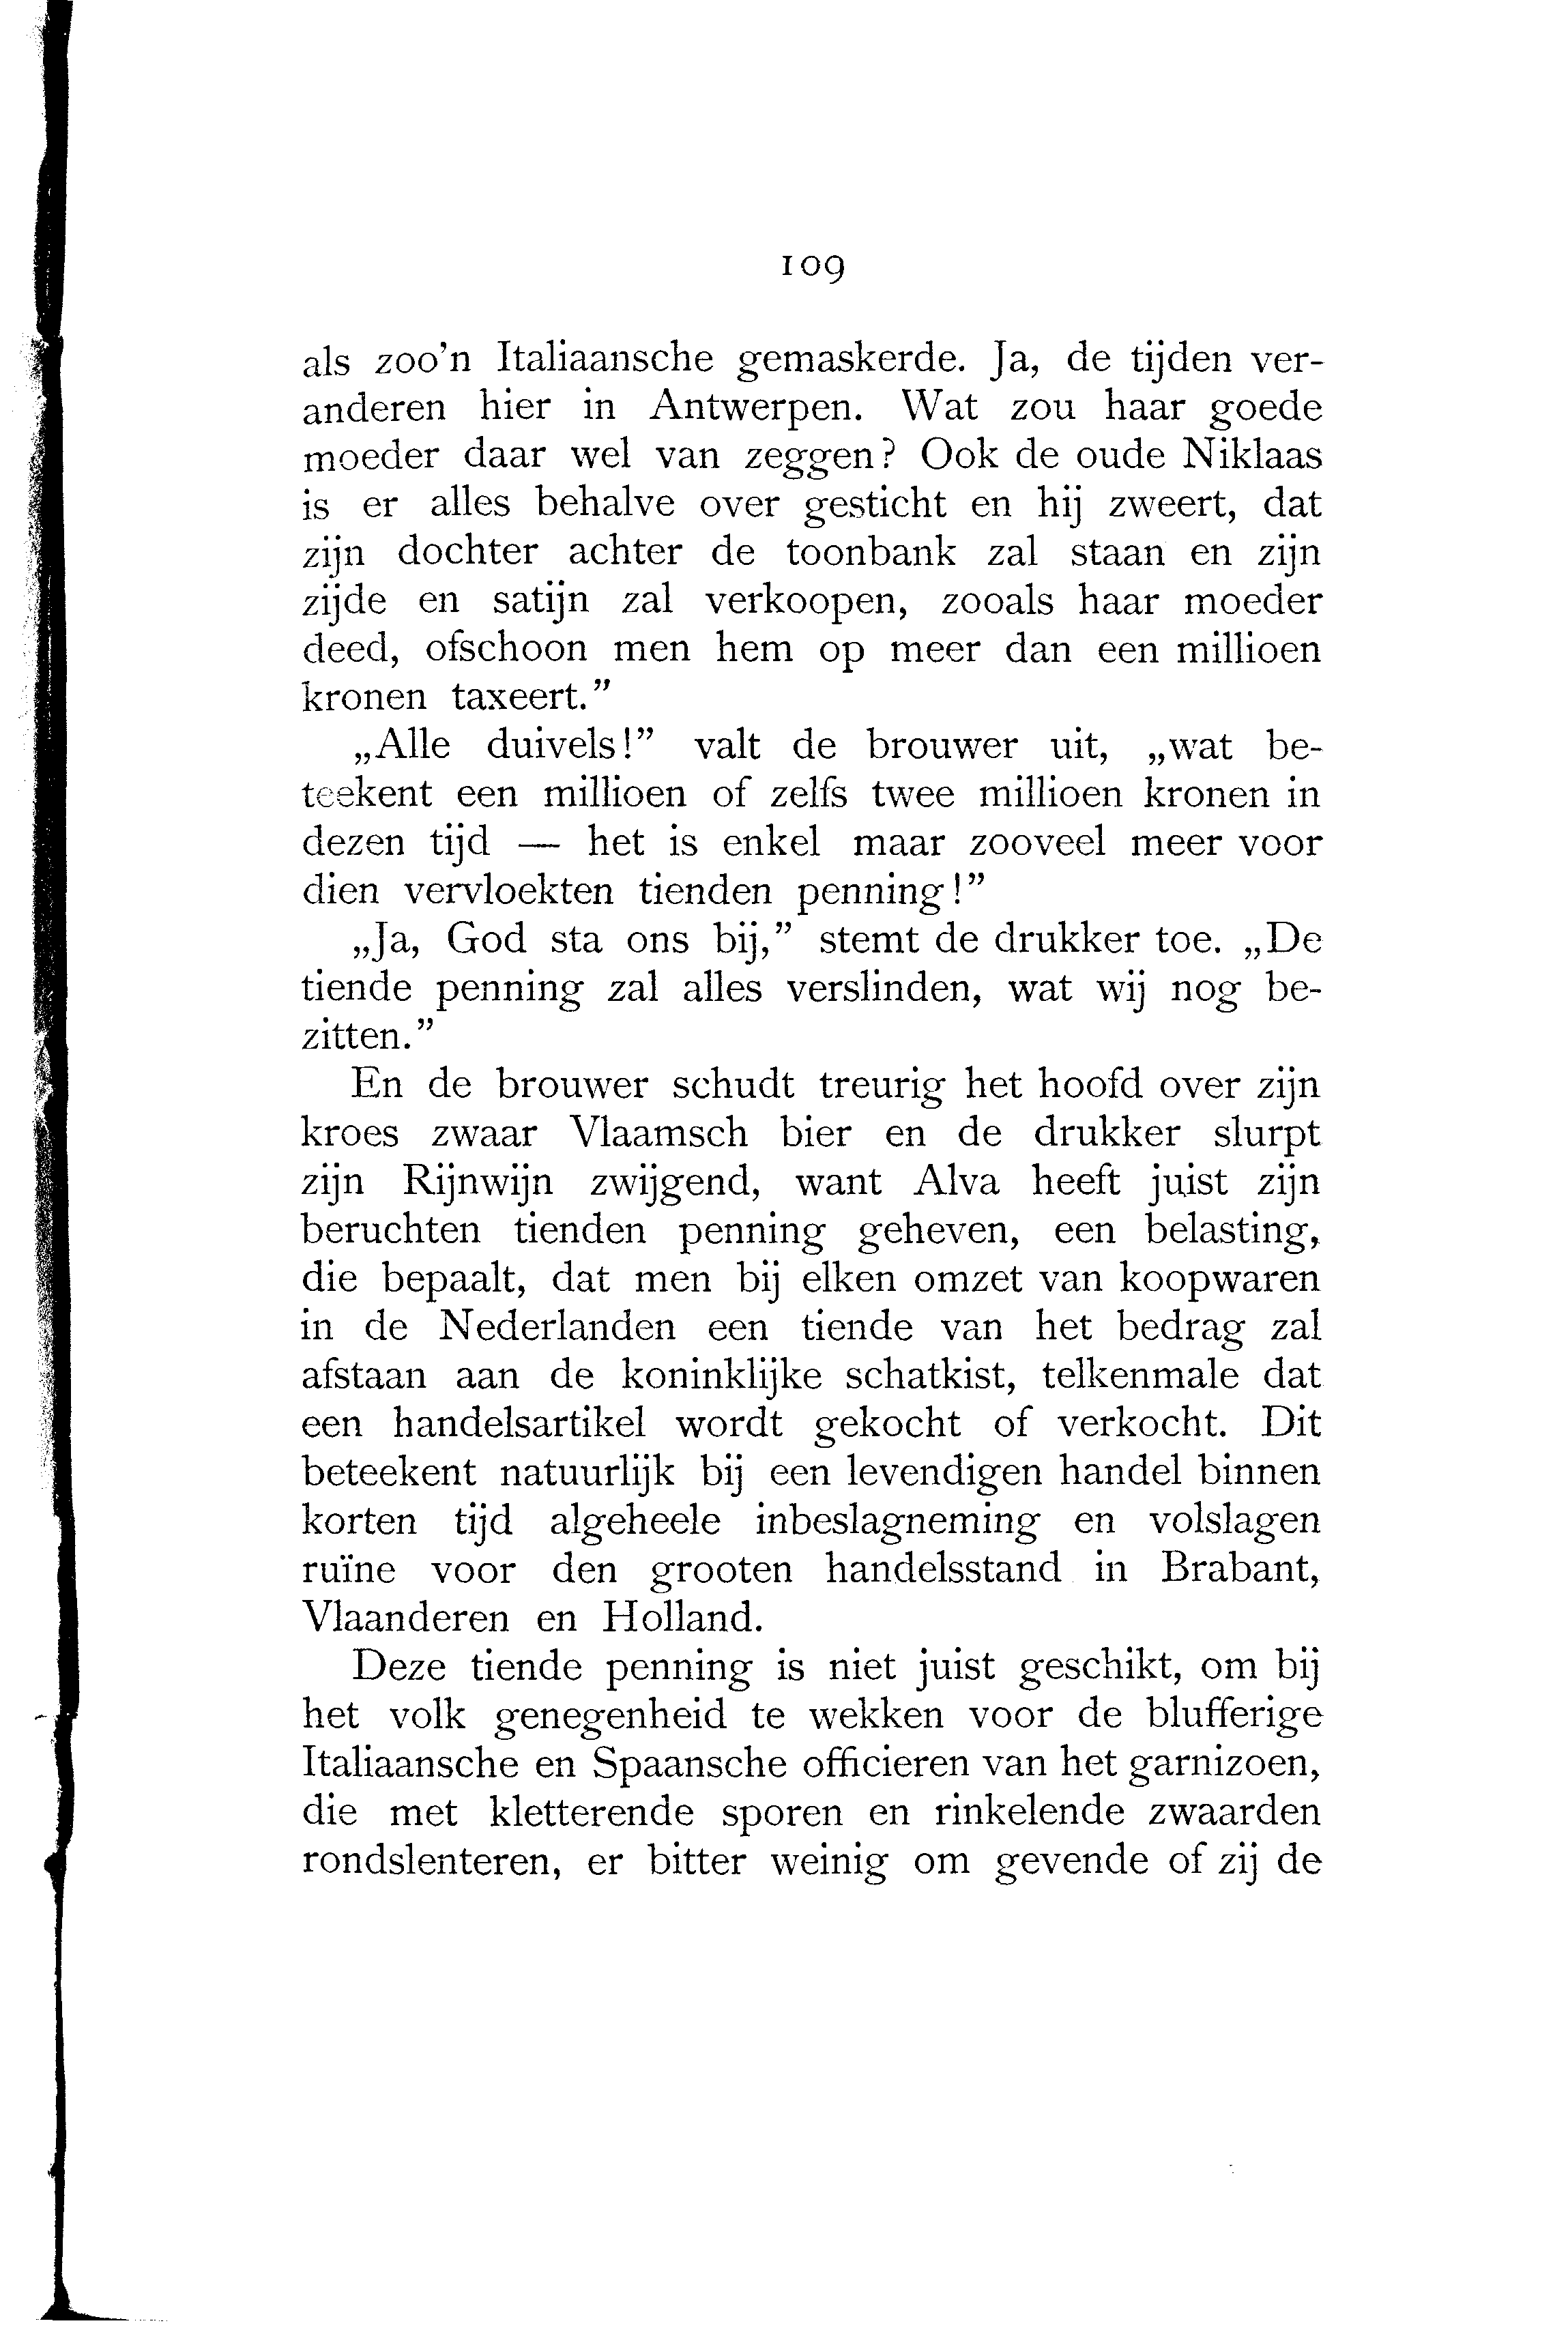 109
als zoo’n Italiaansche gemaskerde. Ja, de tijden ver-
anderen hier in Antwerpen. Wat zou haar goede
moeder daar wel van zeggen? Ook de oude Niklaas
is er alles behalve over gesticht en hij zweert, dat
zijn dochter achter de toonbank zal staan en zijn
zijde en satijn zal verkoopen, zooals haar moeder
deed, ofschoon men hem op meer dan een millioen
kronen taxeert.”
„Alle duivels!” valt de brouwer uit, „wat be-
teekent een millioen of zelfs twee millioen kronen in
dezen tijd — het is enkel maar zooveel meer voor
dien vervloekten tienden penning!”
„Ja, God sta ons bij,” stemt de drukker toe. „De
tiende penning zal alles verslinden, wat wij nog be-
zitten.”
En de brouwer schudt treurig het hoofd over zijn
kroes zwaar Vlaamsch bier en de drukker slurpt
zijn Rijnwijn zwijgend, want Alva heeft juist zijn
beruchten tienden penning geheven, een belasting,
die bepaalt, dat men bij elken omzet van koopwaren
in de Nederlanden een tiende van het bedrag zal
afstaan aan de koninklijke schatkist, telkenmale dat
een handelsartikel wordt gekocht of verkocht. Dit
beteekent natuurlijk bij een levendigen handel binnen
korten tijd algeheele inbeslagneming en volslagen
ruïne voor den grooten handelsstand in Brabant,
Vlaanderen en Holland.
Deze tiende penning is niet juist geschikt, om bij
het volk genegenheid te wekken voor de blufferige
Italiaansche en Spaansche officieren van het garnizoen,
die met kletterende sporen en rinkelende zwaarden
rondslenteren, er bitter weinig om gevende of zij de